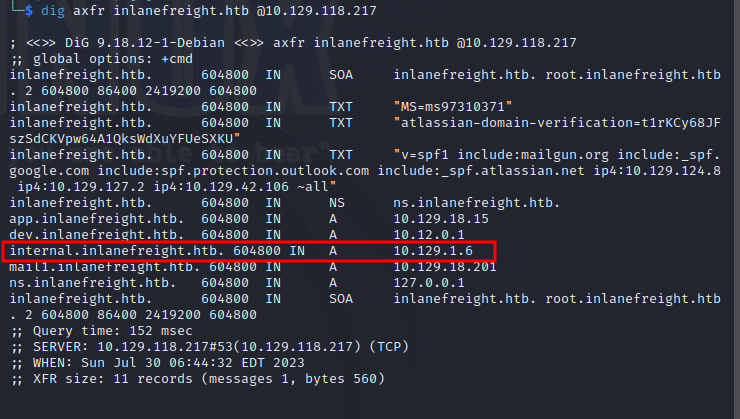 $ dig axfr inlanefreight.htb @10.129.118.217
; <<>> DiG 9.18.12-1-Debian <<>> axfr inlanefreight.htb @10.129.118.217
;; global options: +cmd
inlanefreight.htb. 604800 IN SOA inlanefreight.htb. root.inlanefreight.htb
. 2 604800 86400 2419200 604800
inlanefreight.htb. 604800 IN TXT "MS=ms97310371"
inlanefreight.htb. 604800 IN TXT "atlassian-domain-verification=t1rKCy68JF
szSdCKVpw64A1QksWdXuYFUeSXKU"
inlanefreight.htb. 604800 IN TXT "v=spf1 include:mailgun.org include:_spf.
google.com include:spf.protection.outlook.com include:_spf.atlassian.net ip4:10.129.124.8
ip4:10.129.127.2 ip4:10.129.42.106 ~all"
inlanefreight.htb. 604800 IN NS ns.inlanefreight.htb.
app.inlanefreight.htb. 604800 IN A 10.129.18.15
dev.inlanefreight.htb. 604800 IN A 10.12.0.1
internal.inlanefreight.htb. 604800 IN A 10.129.1.6
mail1.inlanefreight.htb. 604800 IN A 10.129.18.201
ns.inlanefreight.htb. 604800 IN A 127.0.0.1
inlanefreight.htb. 604800 IN SOA inlanefreight.htb. root.inlanefreight.htb
. 2 604800 86400 2419200 604800
;; Query time: 152 msec
;; SERVER: 10.129.118.217#53(10.129.118.217) (TCP)
;; WHEN: Sun Jul 30 06:44:32 EDT 2023
;; XFR size: 11 records (messages 1, bytes 560)